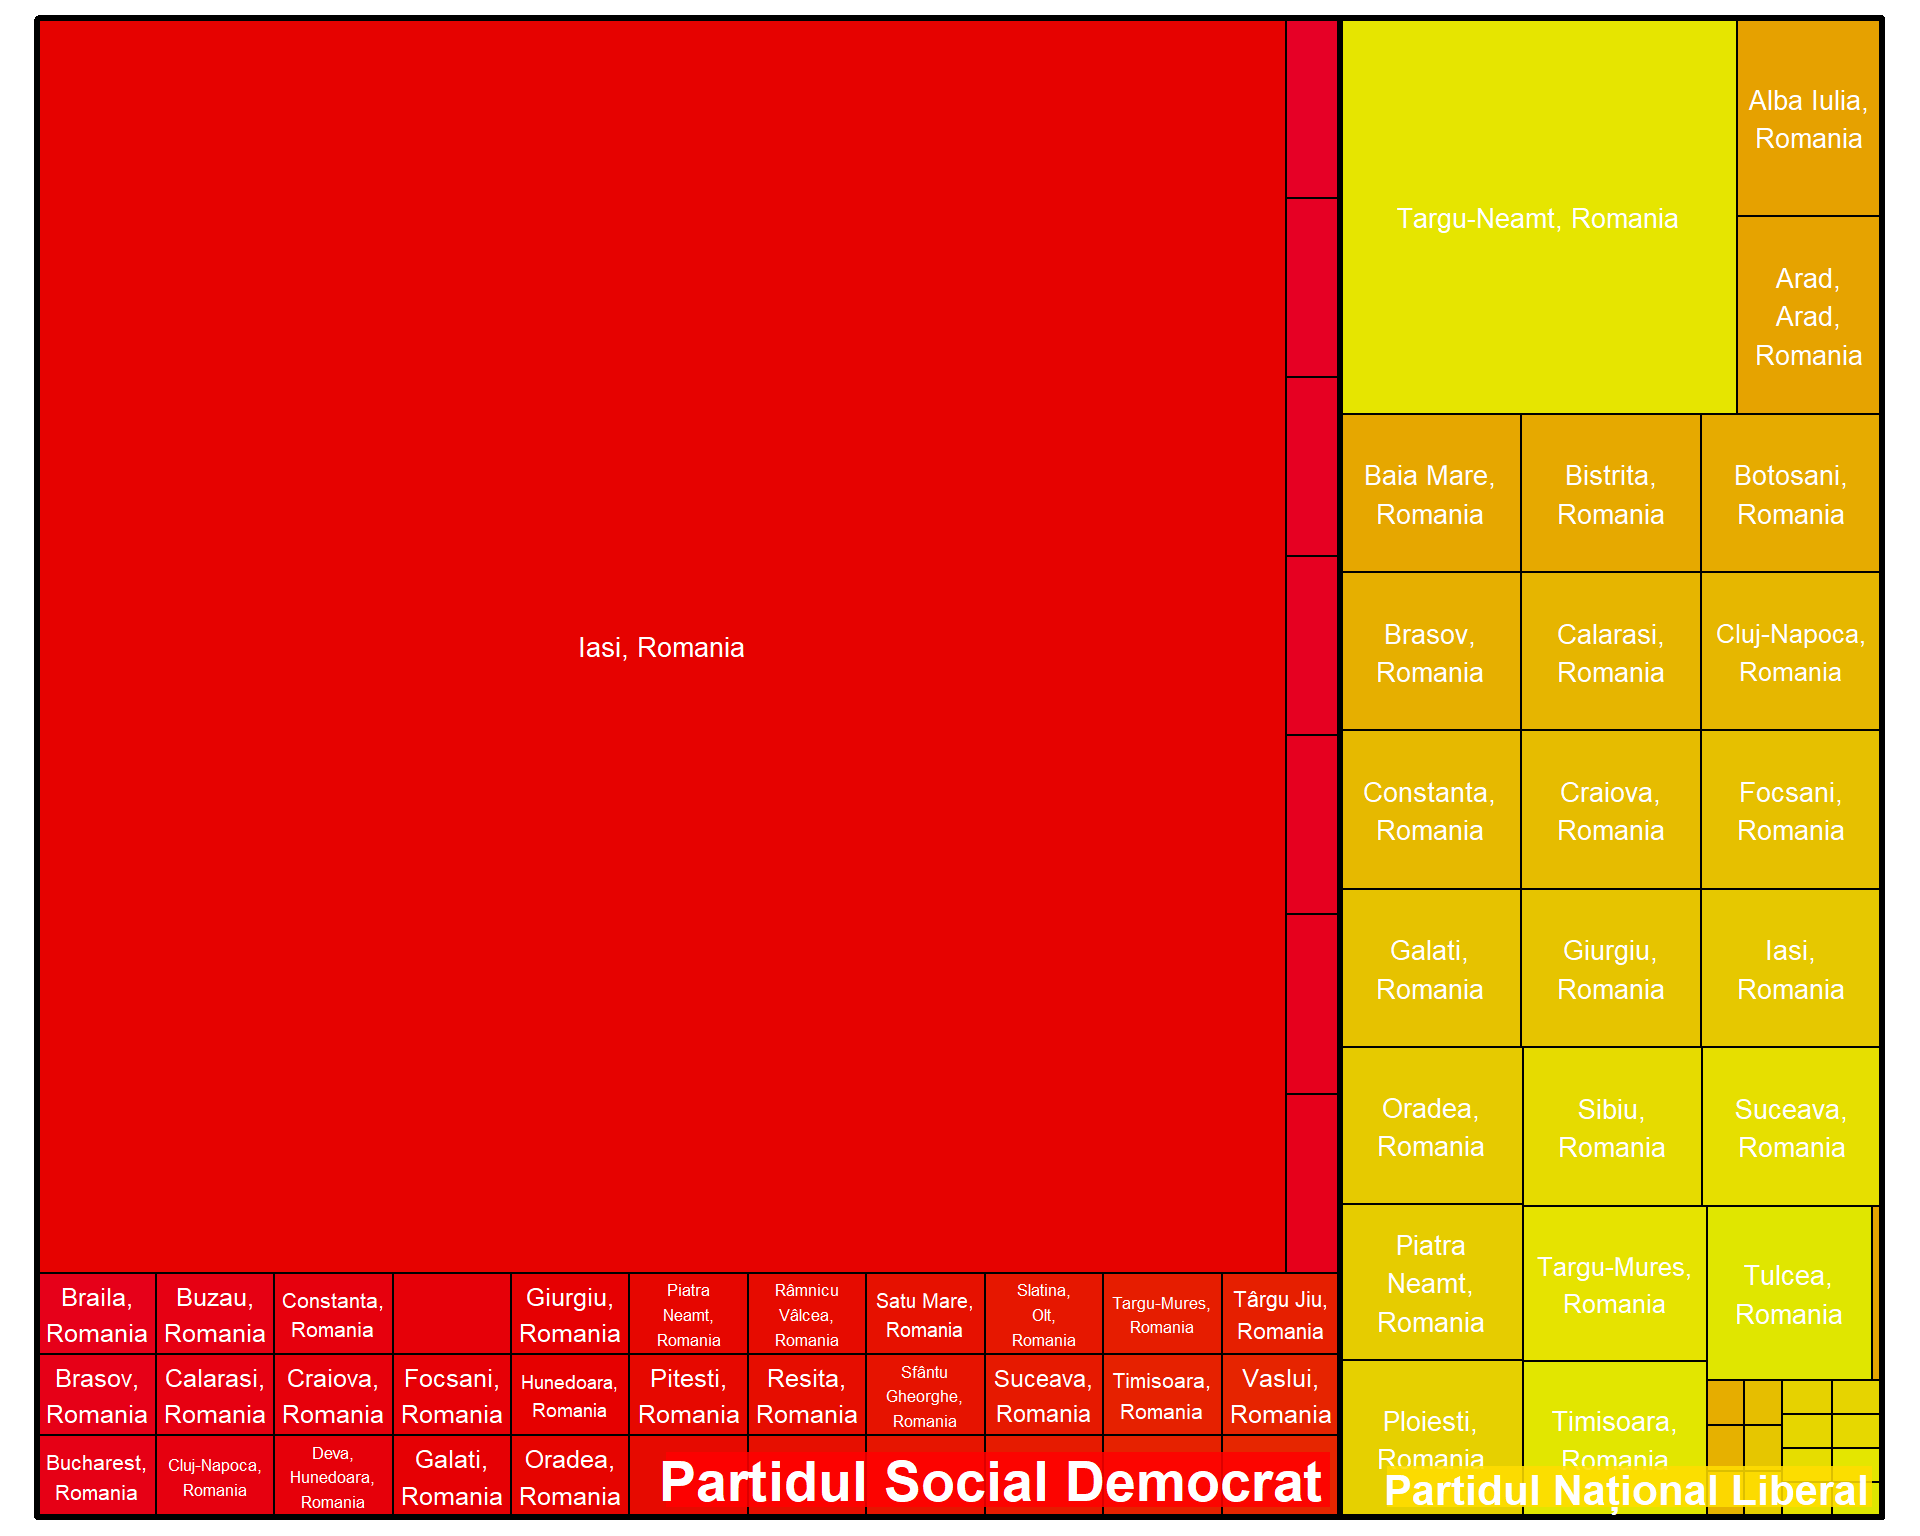 Iasi, Romania
Braila,
Romania
Buzau,
Romania
Constanta,
Romania
Giurgiu,
Romania
Piatra
Neamt,
Romania
Râmnicu
Vâlcea,
Romania
Satu Mare,
Romania
Slatina,
Olt,
Romania
Targu-Mures,
Romania
Târgu Jiu,
Romania
Brasov,
Romania
Calarasi,
Romania
Craiova,
Romania
Focsani,
Romania
Hunedoara,
Romania
Pitesti,
Romania
Resita,
Romania
Sfântu
Gheorghe,
Romania
Suceava,
Romania
Timisoara,
Romania
Vaslui,
Romania
Bucharest,
Romania
Cluj-Napoca,
Romania
Deva,
Hunedoara,
Romania
Galati,
Romania
Oradea,
Romania
Partidul Social Democrat
Targu-Neamt, Romania
Alba Iulia,
Romania
Arad,
Arad,
Romania
Baia Mare,
Romania
Bistrita,
Romania
Botosani,
Romania
Brasov,
Romania
Calarasi,
Romania
Cluj-Napoca,
Romania
Constanta,
Romania
Craiova,
Romania
Focsani,
Romania
Galati,
Romania
Giurgiu,
Romania
Iasi,
Romania
Oradea,
Romania
Sibiu,
Romania
Suceava,
Romania
Piatra
Neamt,
Romania
Targu-Mures,
Romania
Tulcea,
Romania
Ploiesti,
Romania
Timisoara,
Romania
Partidul Național Liberal